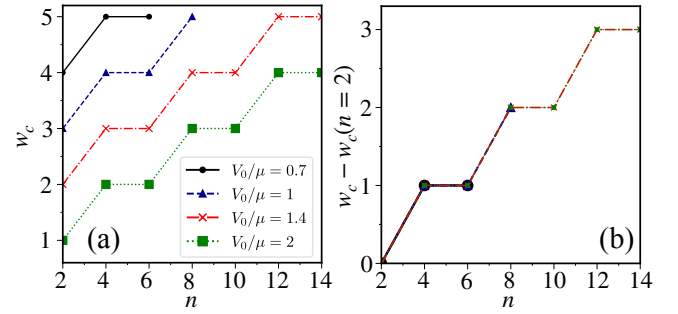 5
4
3
2
1
w_c
(a)
V_0/μ = 0.7
V_0/μ = 1
V_0/μ = 1.4
V_0/μ = 2
2 4 6 8 10 12 14
n
3
2
1
0
w_c − w_c(n = 2)
(b)
2 4 6 8 10 12 14
n